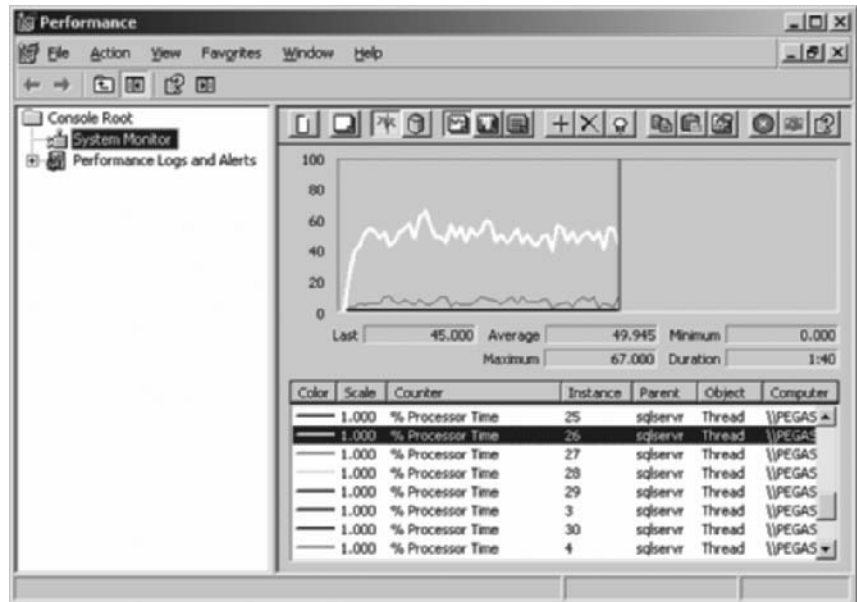 Performance
File Action View Favorites Window Help
Console Root
System Monitor
Performance Logs and Alerts
100
80
60
40
20
0
Last 45.000 Average 49.945 Minimum 0.000
Maximum 67.000 Duration 1:40
Color Scale Counter Instance Parent Object Computer
1.000 % Processor Time 25 sqlservr Thread \\PEGAS
1.000 % Processor Time 26 sqlservr Thread \\PEGAS
1.000 % Processor Time 27 sqlservr Thread \\PEGAS
1.000 % Processor Time 28 sqlservr Thread \\PEGAS
1.000 % Processor Time 29 sqlservr Thread \\PEGAS
1.000 % Processor Time 3 sqlservr Thread \\PEGAS
1.000 % Processor Time 30 sqlservr Thread \\PEGAS
1.000 % Processor Time 4 sqlservr Thread \\PEGAS